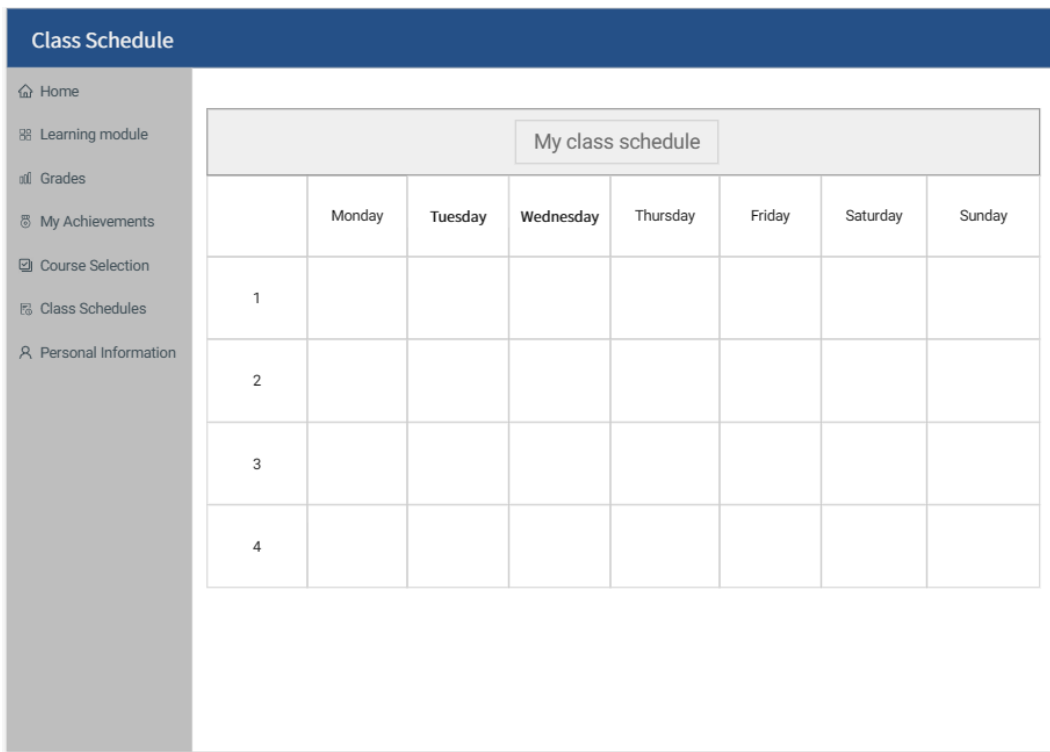 Class Schedule
Home
Learning module
Grades
My Achievements
Course Selection
Class Schedules
Personal Information
My class schedule
Monday Tuesday Wednesday Thursday Friday Saturday Sunday
1
2
3
4